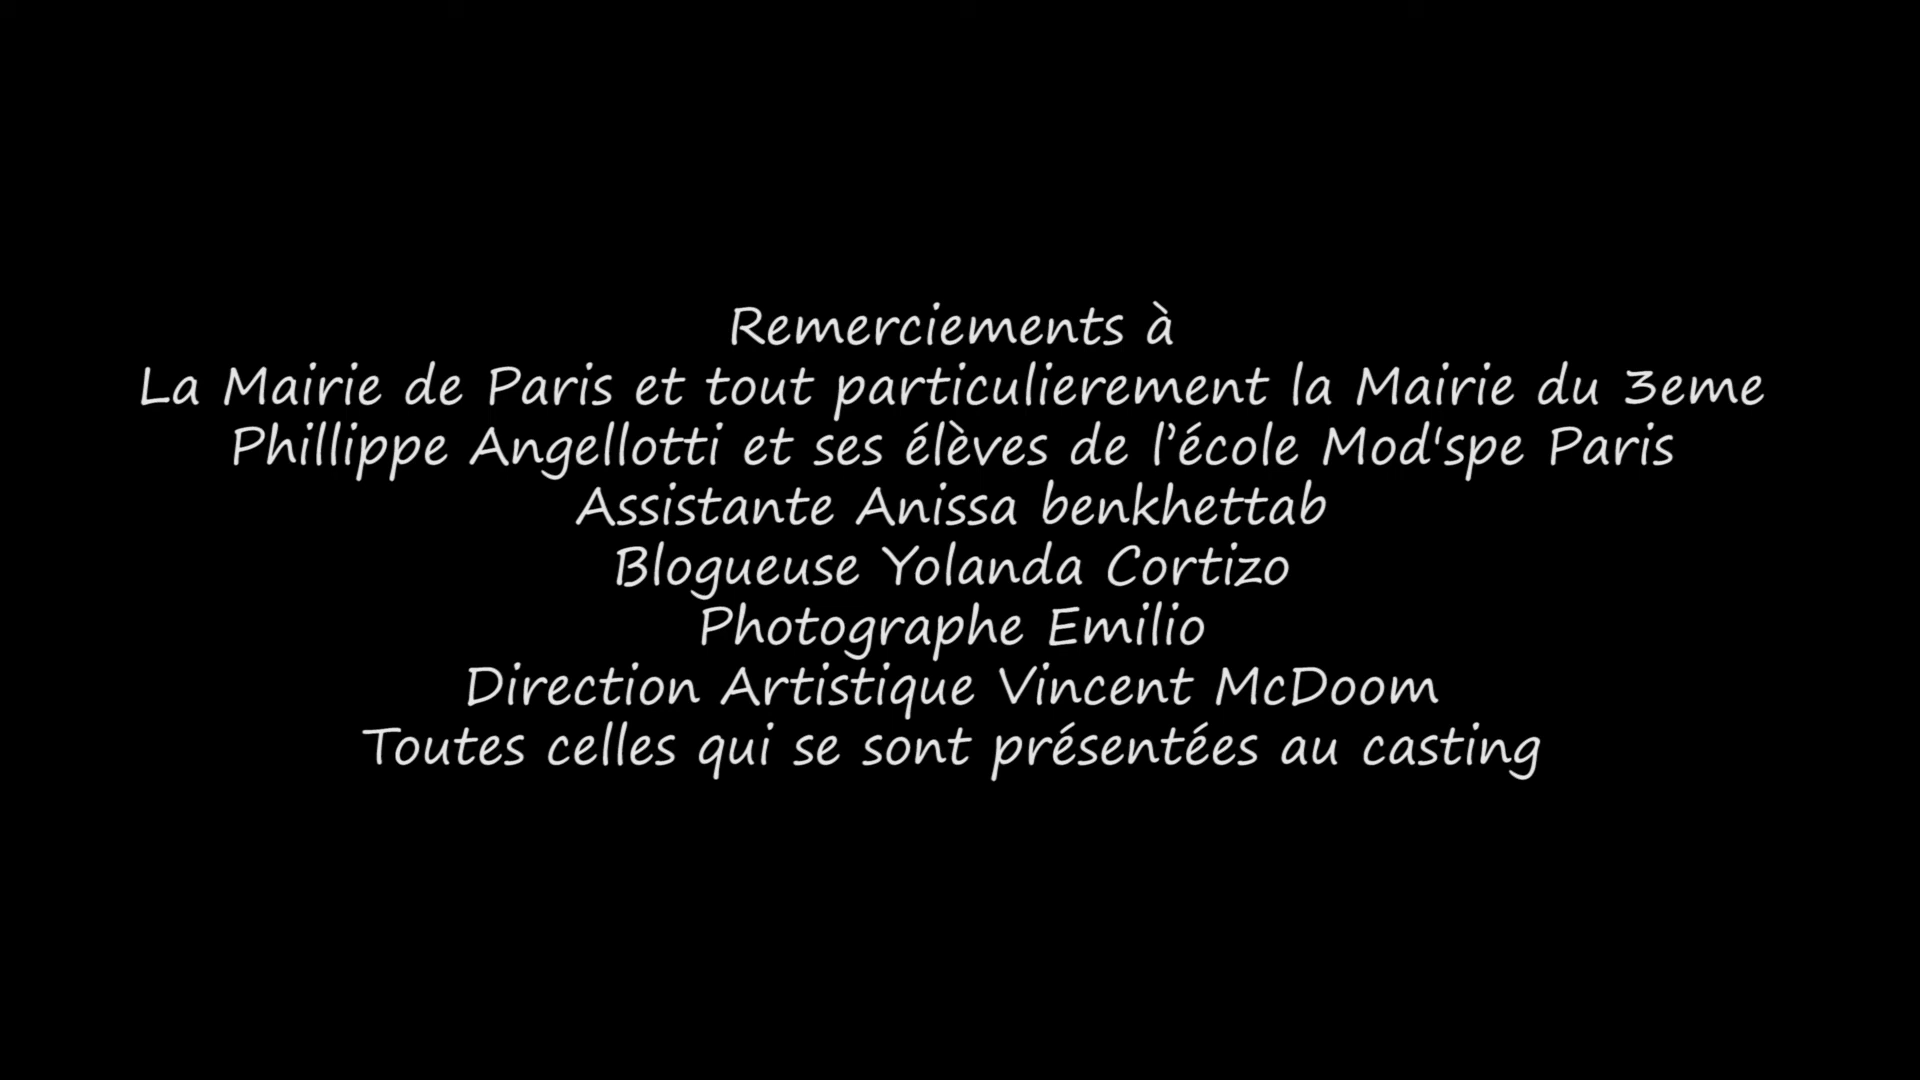 Remerciements à
La Mairie de Paris et tout particulierement la Mairie du 3eme
Phillippe Angellotti et ses élèves de l’école Mod'spe Paris
Assistante Anissa benkhettab
Blogueuse Yolanda Cortizo
Photographe Emilio
Direction Artistique Vincent McDoom
Toutes celles qui se sont présentées au casting